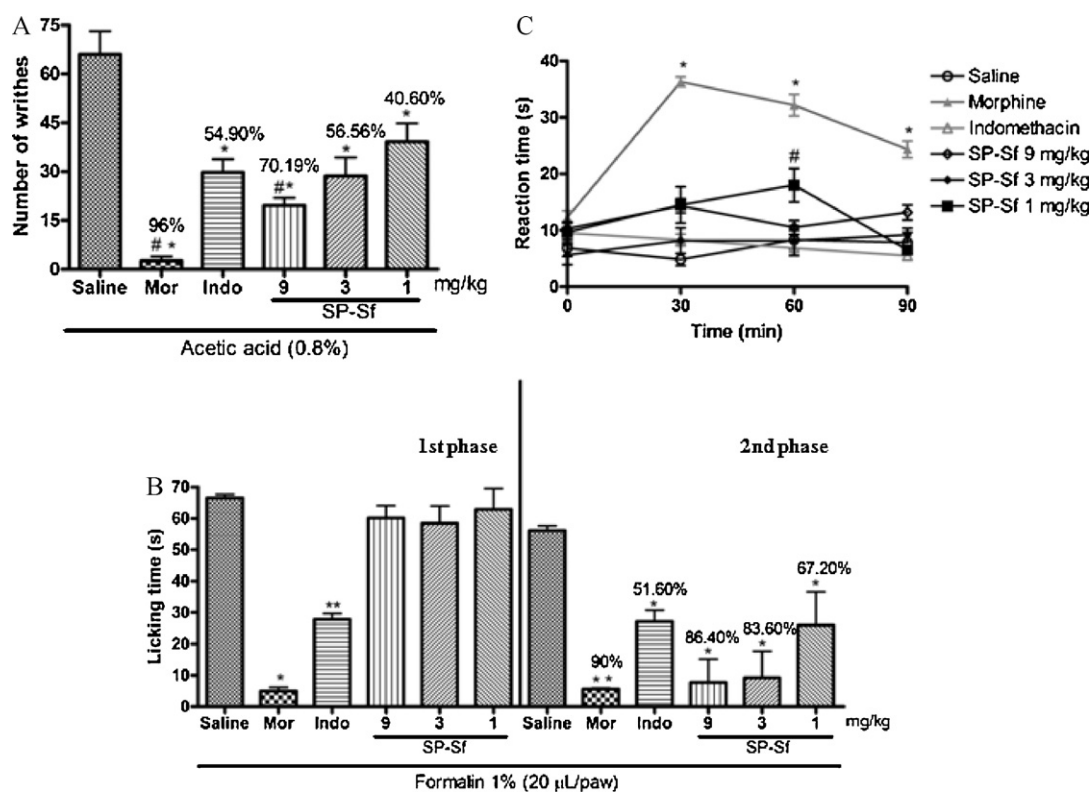 A
Number of writhes
75
60
45
30
15
0
96%
# *
54.90%
*
70.19%
#*
56.56%
*
40.60%
*
Saline Mor Indo 9 3 1 mg/kg
SP-Sf
Acetic acid (0.8%)
C
Reaction time (s)
40
30
20
10
0
*
*
*
#
0 30 60 90
Time (min)
Saline
Morphine
Indomethacin
SP-Sf 9 mg/kg
SP-Sf 3 mg/kg
SP-Sf 1 mg/kg
B
1st phase
2nd phase
Licking time (s)
70
60
50
40
30
20
10
0
*
**
90%
* *
51.60%
*
86.40%
*
83.60%
*
67.20%
*
Saline Mor Indo 9 3 1 Saline Mor Indo 9 3 1 mg/kg
SP-Sf SP-Sf
Formalin 1% (20 µL/paw)